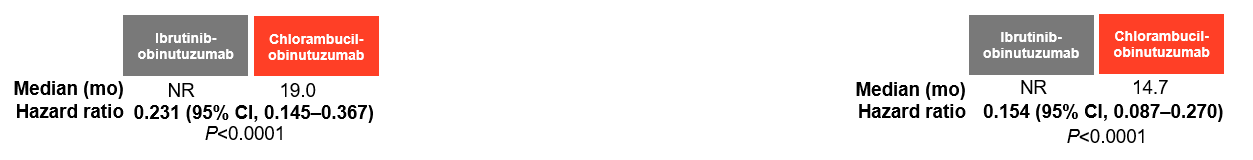 Ibrutinib-
obinutuzumab
Chlorambucil-
obinutuzumab
Median (mo) NR 19.0
Hazard ratio 0.231 (95% CI, 0.145–0.367)
P<0.0001
Ibrutinib-
obinutuzumab
Chlorambucil-
obinutuzumab
Median (mo) NR 14.7
Hazard ratio 0.154 (95% CI, 0.087–0.270)
P<0.0001